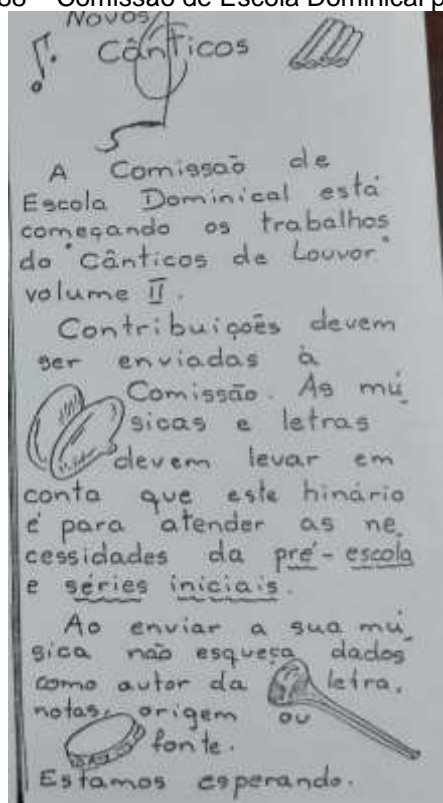 Comissão de Escola Dominical
Novos
Cânticos
A Comissão de
Escola Dominical está
começando os trabalhos
do "Cânticos de Louvor"
volume II.
Contribuições devem
ser enviadas à
Comissão. As mú_
sicas e letras
devem levar em
conta que este hinário
é para atender as ne_
cessidades da pré-escola
e séries iniciais.
Ao enviar a sua mú_
sica não esqueça dados
como autor da letra,
notas, origem ou
fonte.
Estamos esperando.